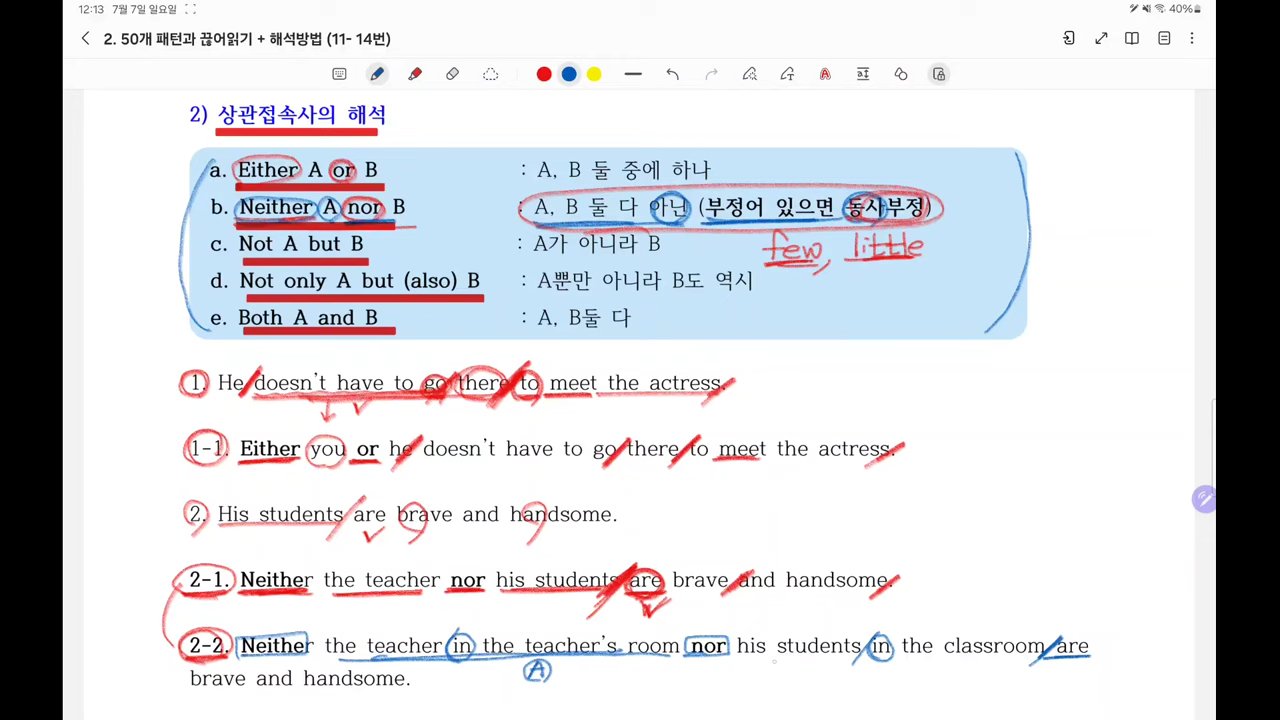 12:13 7월 7일 일요일 40%
2. 50개 패턴과 끊어읽기 + 해석방법 (11- 14번)
2) 상관접속사의 해석
a. Either A or B : A, B 둘 중에 하나
b. Neither A nor B : A, B 둘 다 아닌 (부정어 있으면 동사부정)
c. Not A but B : A가 아니라 B few, little
d. Not only A but (also) B : A뿐만 아니라 B도 역시
e. Both A and B : A, B둘 다
1. He doesn't have to go there to meet the actress.
1-1. Either you or he doesn't have to go there to meet the actress.
2. His students are brave and handsome.
2-1. Neither the teacher nor his students are brave and handsome.
2-2. Neither the teacher in the teacher's room nor his students in the classroom are
A
brave and handsome.